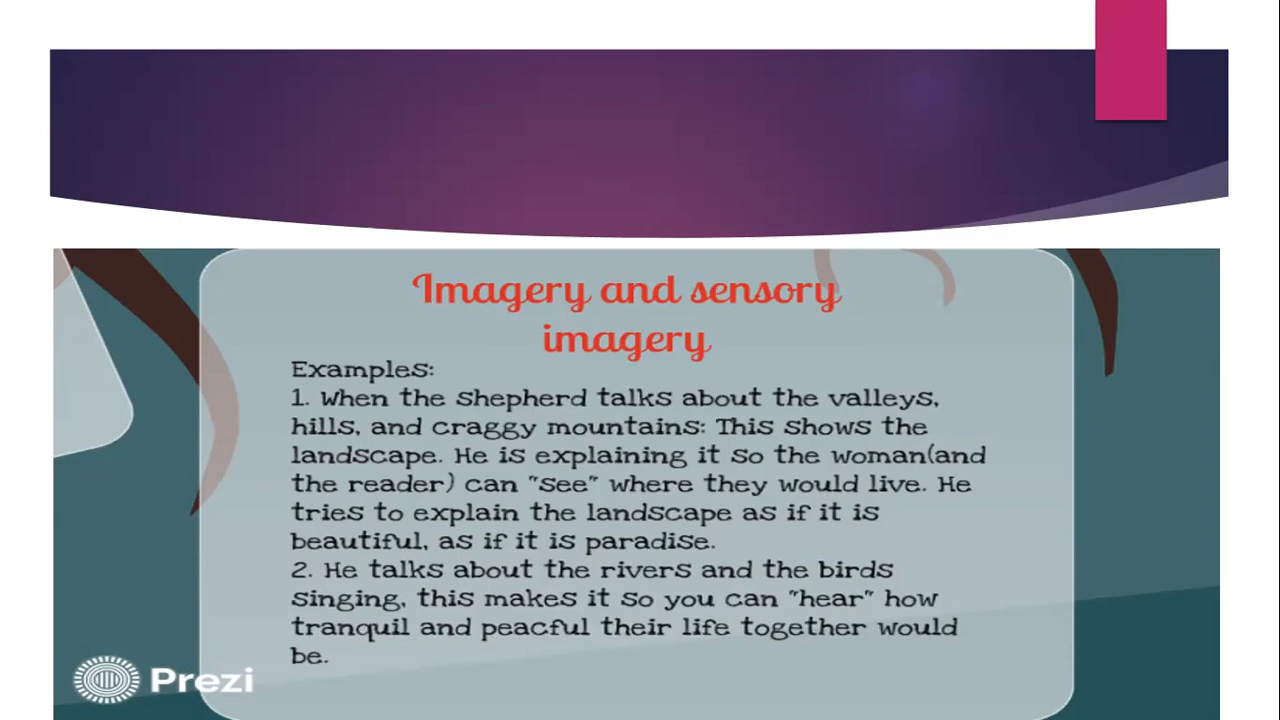 Imagery and sensory
imagery
Examples:
1. When the shepherd talks about the valleys,
hills, and craggy mountains: This shows the
landscape. He is explaining it so the woman(and
the reader) can "see" where they would live. He
tries to explain the landscape as if it is
beautiful, as if it is paradise.
2. He talks about the rivers and the birds
singing, this makes it so you can "hear" how
tranquil and peaceful their life together would
be.
Prezi